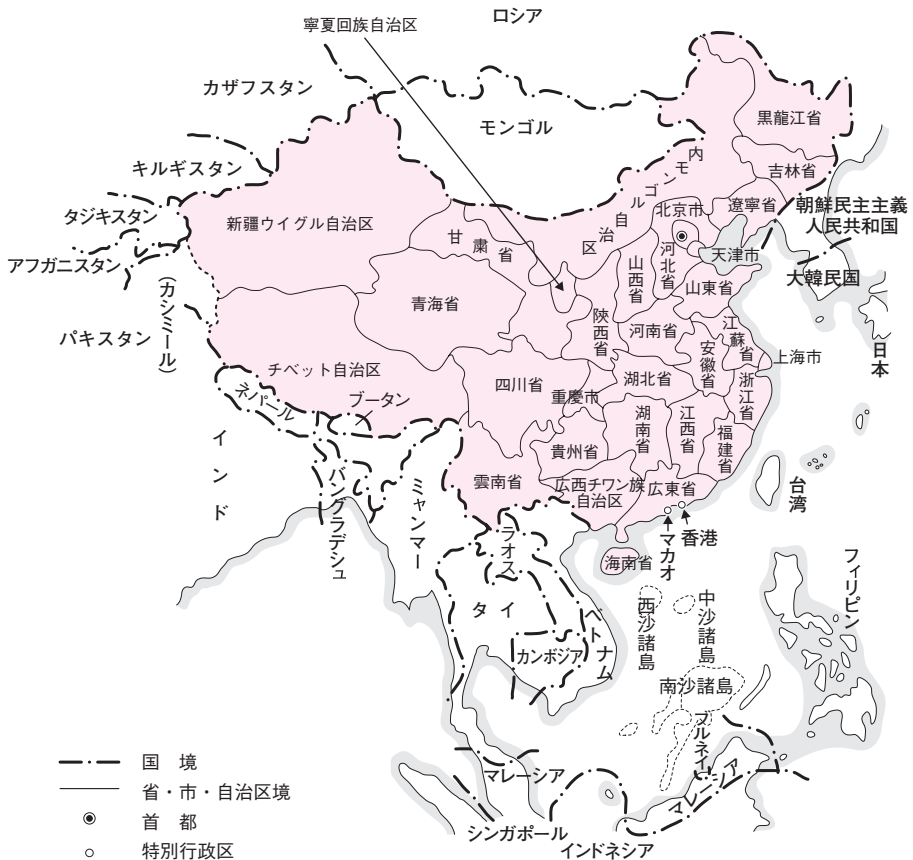 寧夏回族自治区
ロシア
カザフスタン
モンゴル
黒龍江省
キルギスタン
内モンゴル自治区
吉林省
タジキスタン
新疆ウイグル自治区
甘粛省
北京市
遼寧省
朝鮮民主主義
人民共和国
アフガニスタン
(カシミール)
青海省
山西省
河北省
天津市
大韓民国
山東省
パキスタン
陝西省
河南省
江蘇省
安徽省
上海市
日本
チベット自治区
四川省
重慶市
湖北省
浙江省
ネパール
ブータン
インド
湖南省
江西省
福建省
貴州省
バングラデシュ
ミャンマー
雲南省
広西チワン族
自治区
広東省
台湾
香港
マカオ
ラオス
海南省
フィリピン
タイ
ベトナム
西沙諸島
中沙諸島
カンボジア
南沙諸島
ブルネイ
マレーシア
マレーシア
シンガポール
インドネシア
国 境
省・市・自治区境
首 都
特別行政区